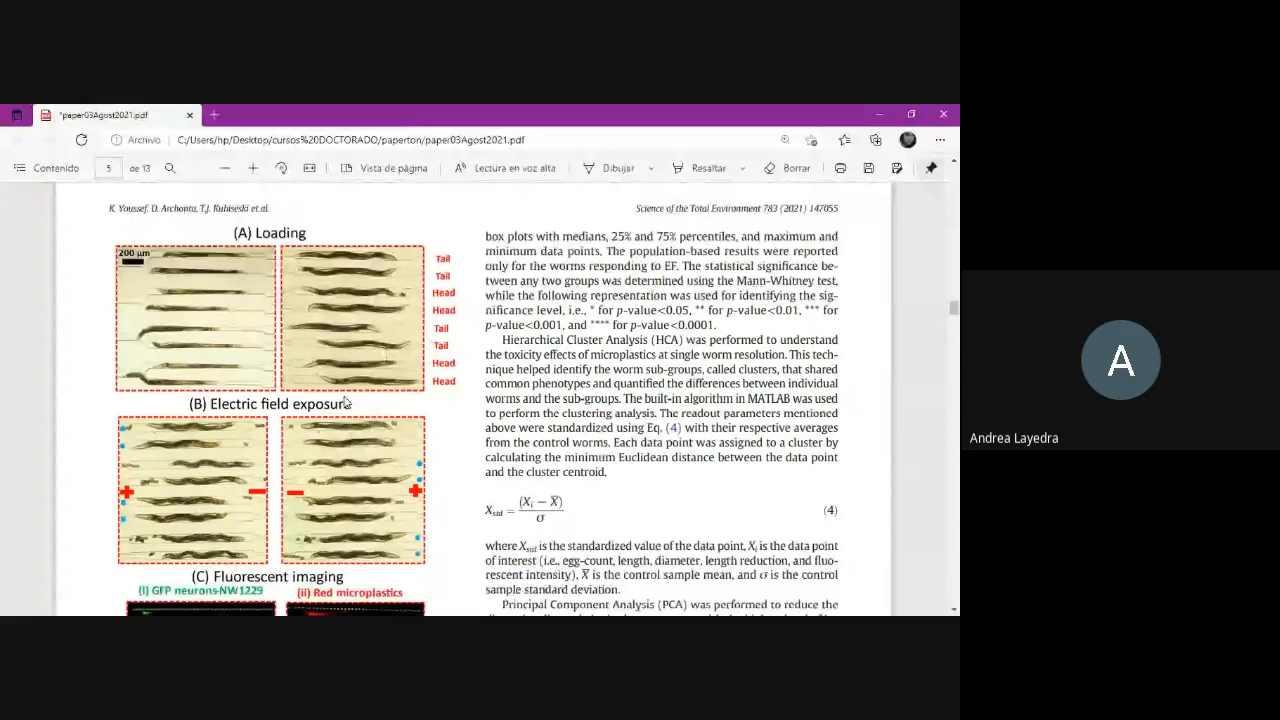 *paper03Agost2021.pdf
Archivo
C:/Users/hp/Desktop/cursos%20DOCTORADO/paperton/paper03Agost2021.pdf
Contenido
5
de 13
Vista de página
Lectura en voz alta
Dibujar
Resaltar
Borrar
K. Youssef, D. Archonta, T.J. Kubiseski et al.
Science of the Total Environment 783 (2021) 147055
(A) Loading
200 µm
Tail
Tail
Head
Head
Tail
Tail
Head
Head
(B) Electric field exposure
(C) Fluorescent imaging
(I) GFP neurons-NW1229
(ii) Red microplastics
box plots with medians, 25% and 75% percentiles, and maximum and
minimum data points. The population-based results were reported
only for the worms responding to EF. The statistical significance be-
tween any two groups was determined using the Mann-Whitney test,
while the following representation was used for identifying the sig-
nificance level, i.e., * for p-value<0.05, ** for p-value<0.01, *** for
p-value<0.001, and **** for p-value<0.0001.
Hierarchical Cluster Analysis (HCA) was performed to understand
the toxicity effects of microplastics at single worm resolution. This tech-
nique helped identify the worm sub-groups, called clusters, that shared
common phenotypes and quantified the differences between individual
worms and the sub-groups. The built-in algorithm in MATLAB was used
to perform the clustering analysis. The readout parameters mentioned
above were standardized using Eq. (4) with their respective averages
from the control worms. Each data point was assigned to a cluster by
calculating the minimum Euclidean distance between the data point
and the cluster centroid.
X_std = (X_i − X̅) / σ (4)
where X_std is the standardized value of the data point, X_i is the data point
of interest (i.e., egg-count, length, diameter, length reduction, and fluo-
rescent intensity), X̅ is the control sample mean, and σ is the control
sample standard deviation.
Principal Component Analysis (PCA) was performed to reduce the
A
Andrea Layedra